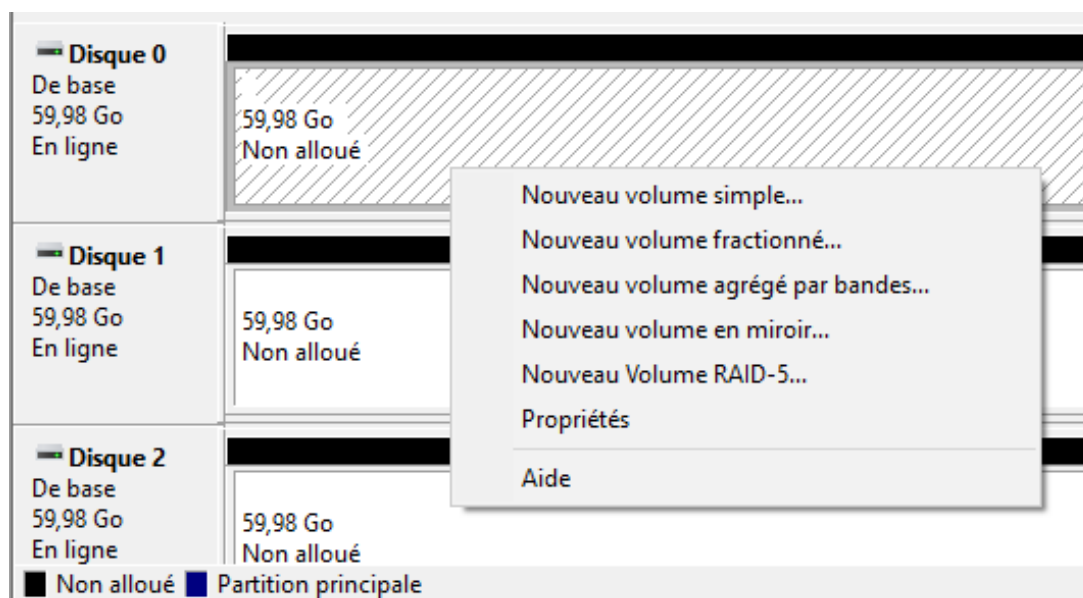 Disque 0
De base
59,98 Go
En ligne
59,98 Go
Non alloué
Nouveau volume simple...
Nouveau volume fractionné...
Nouveau volume agrégé par bandes...
Nouveau volume en miroir...
Nouveau Volume RAID-5...
Propriétés
Aide
Disque 1
De base
59,98 Go
En ligne
59,98 Go
Non alloué
Disque 2
De base
59,98 Go
En ligne
59,98 Go
Non alloué
Non alloué Partition principale